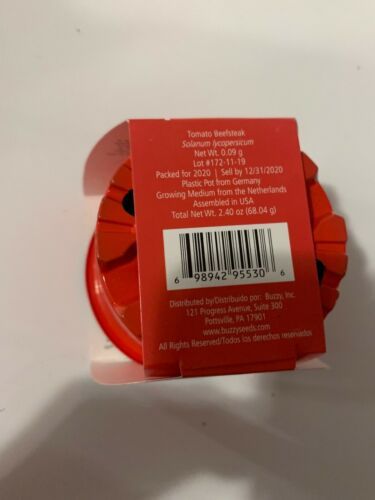 Tomato Beefsteak
Solanum lycopersicum
Net Wt. 0.09 g
Lot #172-11-19
Packed for 2020 | Sell by 12/31/2020
Plastic Pot from Germany
Growing Medium from the Netherlands
Assembled in USA
Total Net Wt. 2.40 oz (68.04 g)
6 98942 95530 6
Distributed by/Distribuido por: Buzzy, Inc.
121 Progress Avenue, Suite 300
Pottsville, PA 17901
www.buzzyseeds.com
All Rights Reserved/Todos los derechos reservados